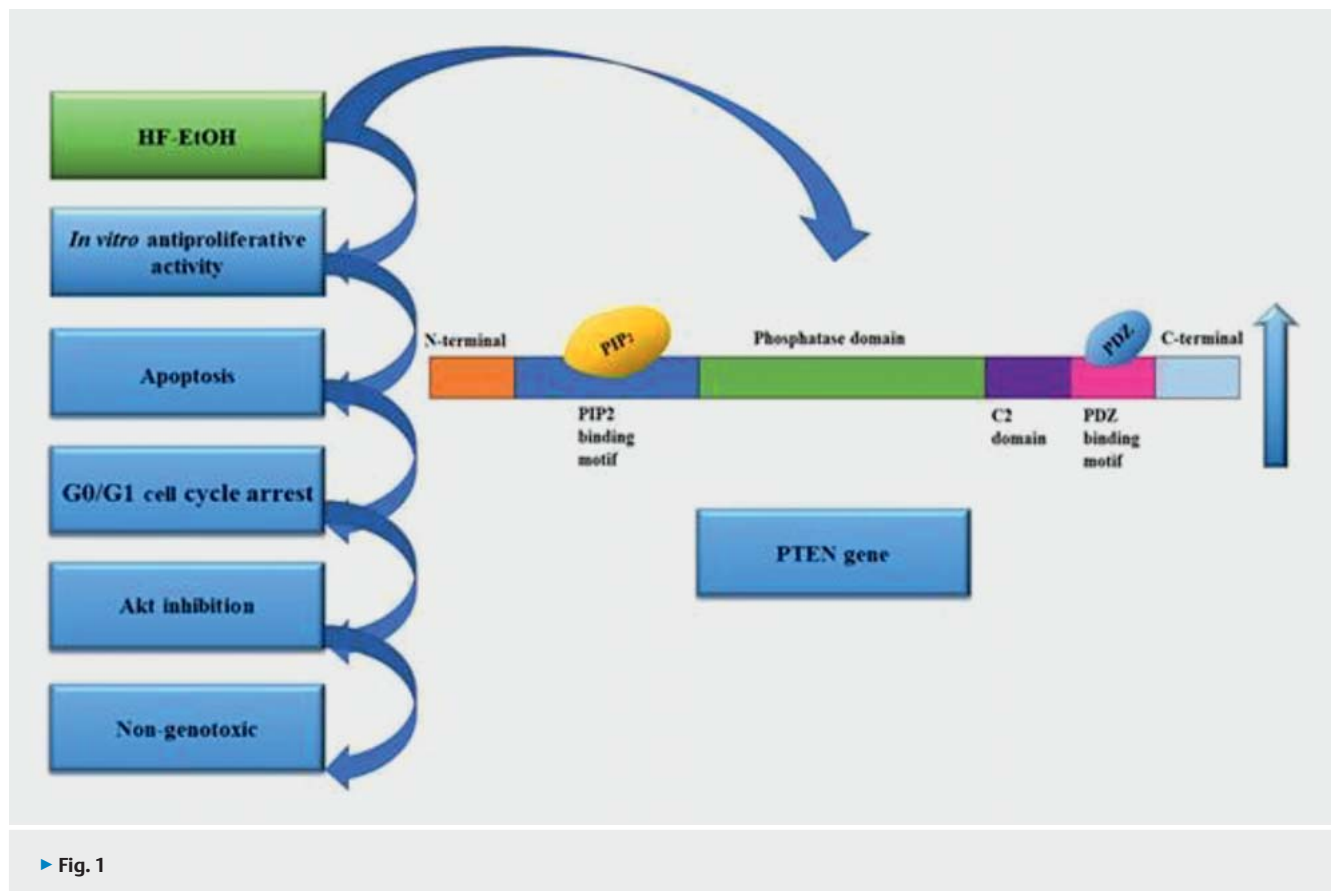 HF-EtOH
In vitro antiproliferative
activity
Apoptosis
G0/G1 cell cycle arrest
Akt inhibition
Non-genotoxic
N-terminal
PIP₂
Phosphatase domain
PDZ
C-terminal
PIP2
binding
motif
C2
domain
PDZ
binding
motif
PTEN gene
▶ Fig. 1